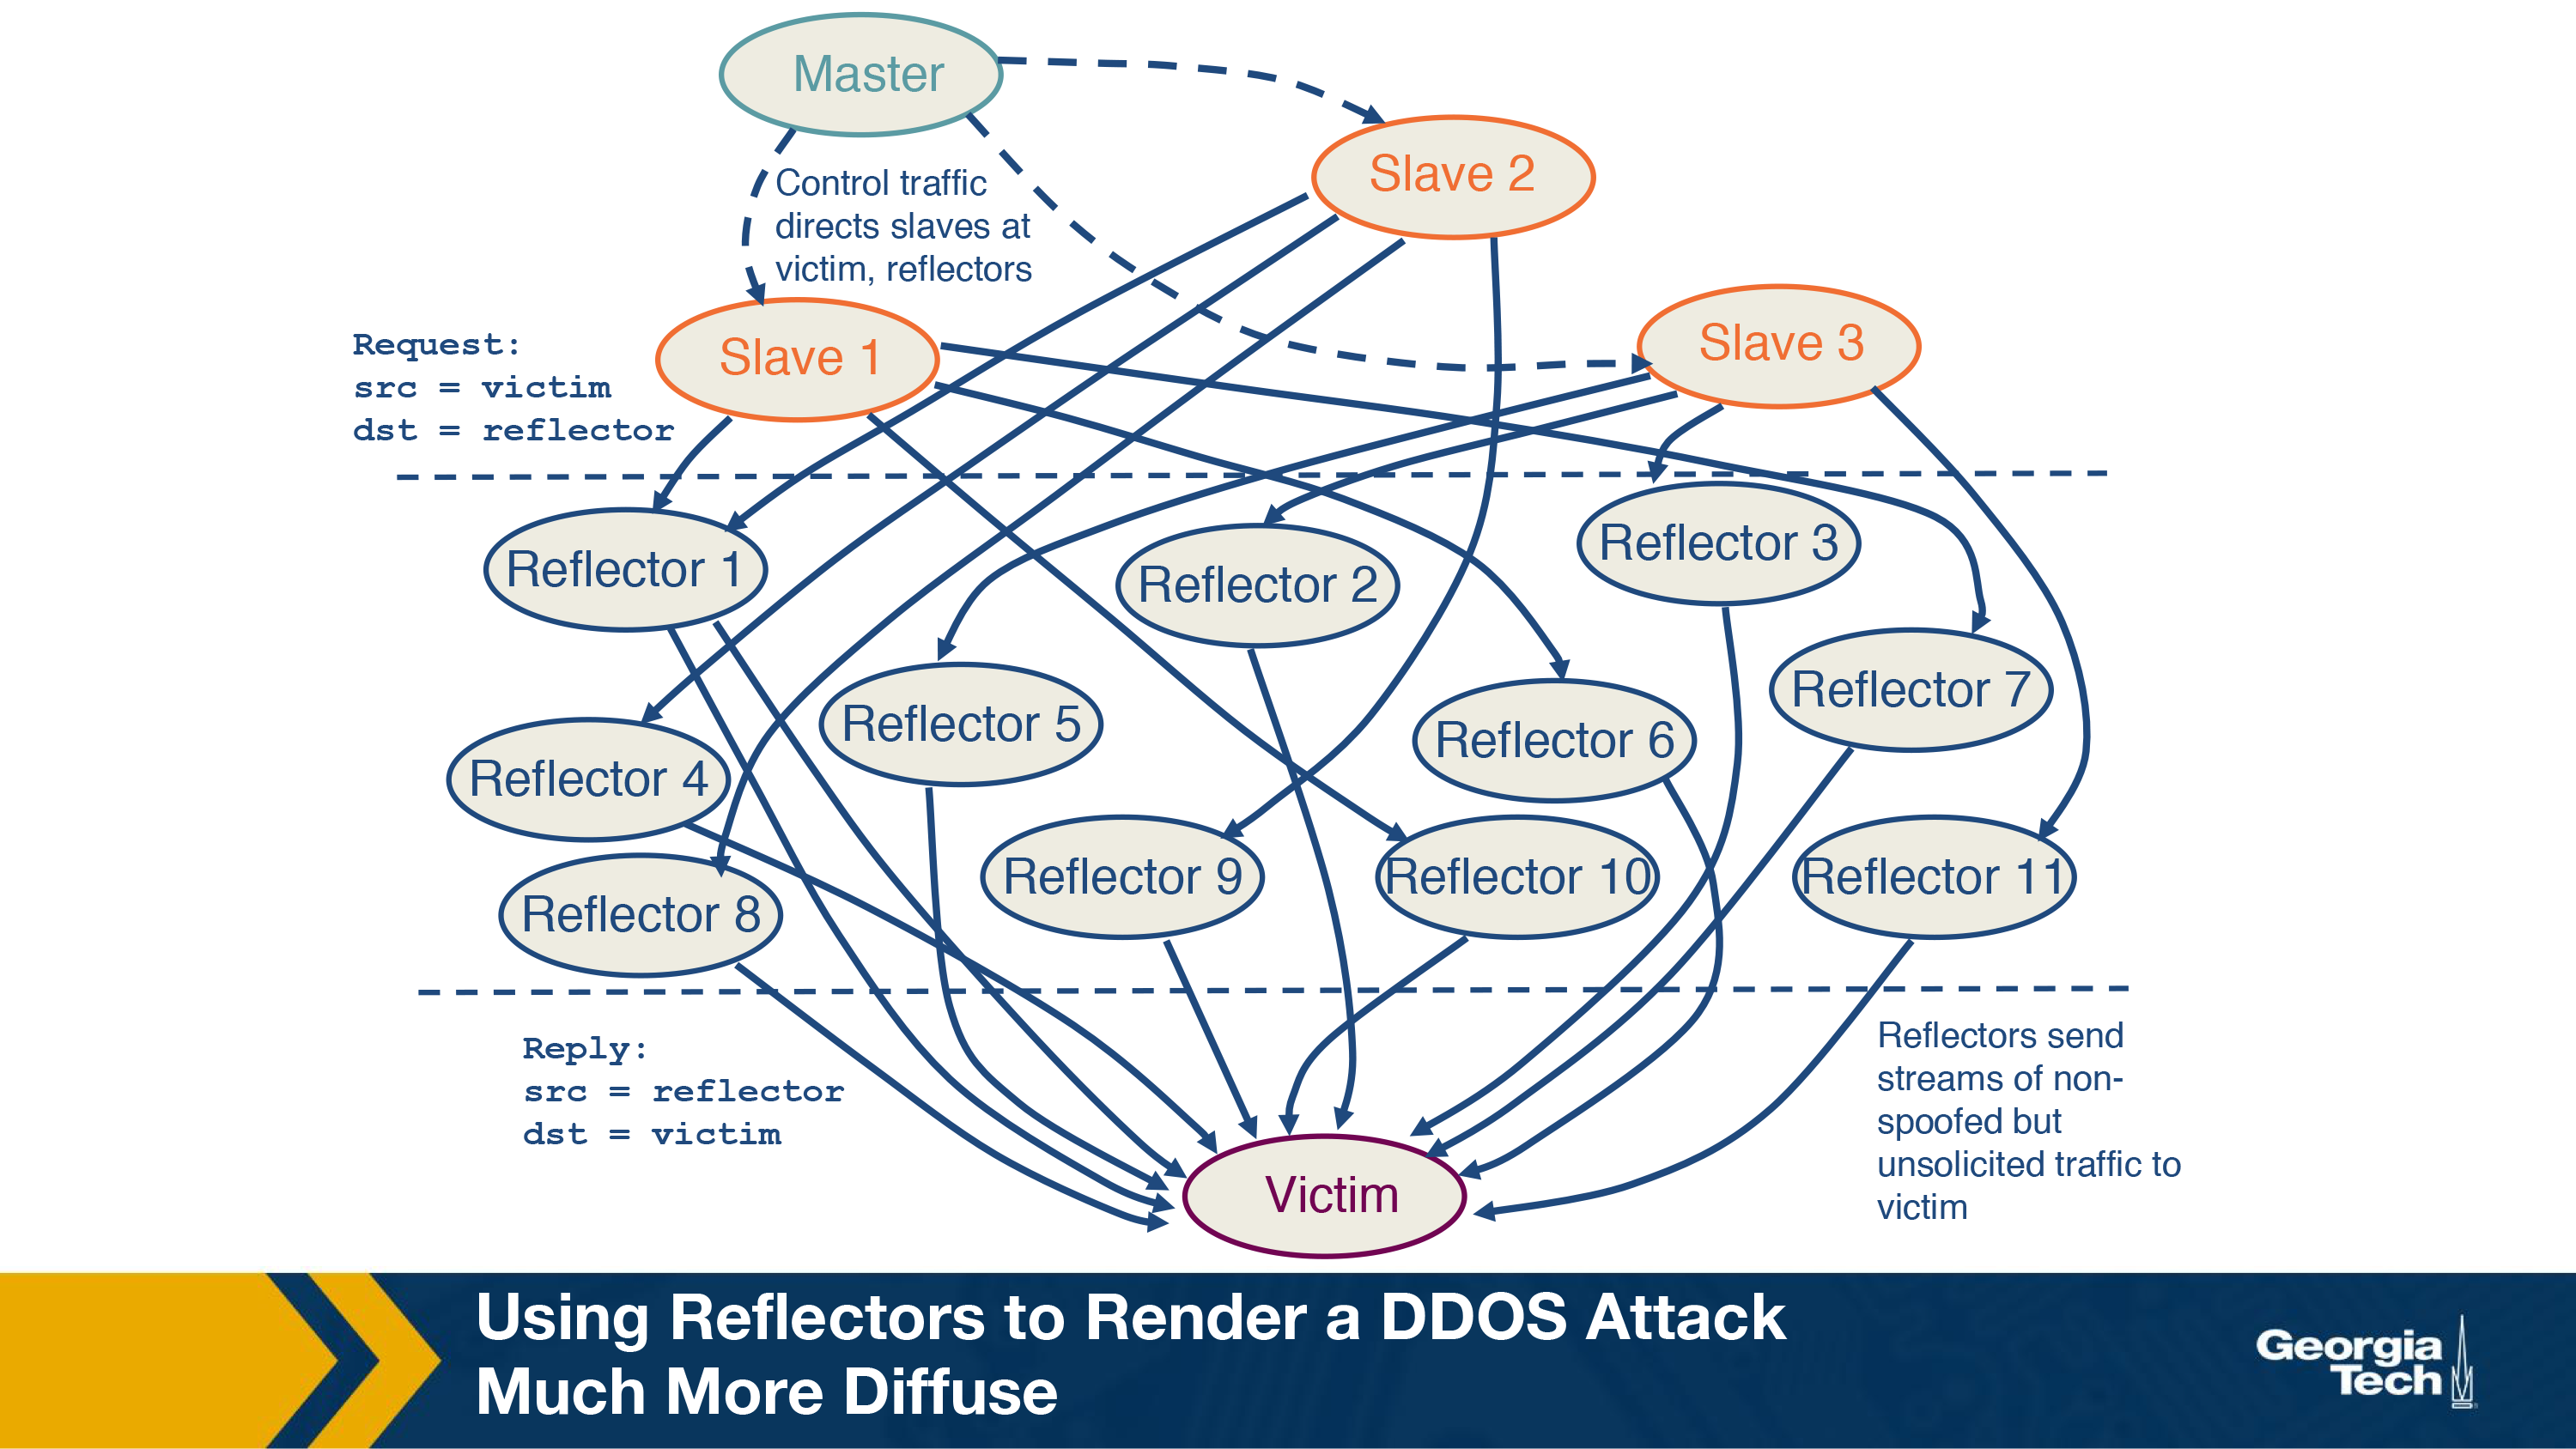 Master
Slave 2
Control traffic
directs slaves at
victim, reflectors
Slave 1
Slave 3
Request:
src = victim
dst = reflector
Reflector 1
Reflector 2
Reflector 3
Reflector 4
Reflector 5
Reflector 6
Reflector 7
Reflector 8
Reflector 9
Reflector 10
Reflector 11
Reply:
src = reflector
dst = victim
Reflectors send
streams of non-
spoofed but
unsolicited traffic to
victim
Victim
Using Reflectors to Render a DDOS Attack
Much More Diffuse
Georgia
Tech